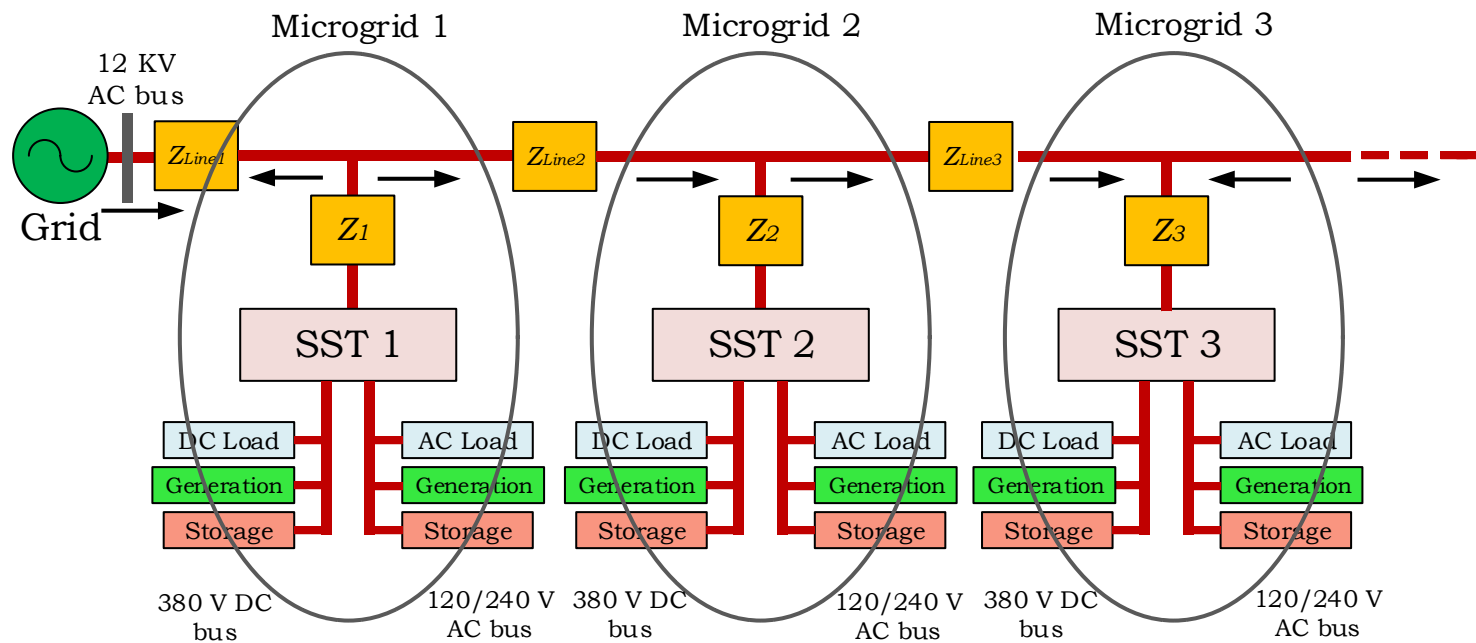 Microgrid 1
Microgrid 2
Microgrid 3
12 KV
AC bus
Grid
ZLine1
ZLine2
ZLine3
Z1
Z2
Z3
SST 1
SST 2
SST 3
DC Load
AC Load
DC Load
AC Load
DC Load
AC Load
Generation
Generation
Generation
Generation
Generation
Generation
Storage
Storage
Storage
Storage
Storage
Storage
380 V DC
bus
120/240 V
AC bus
380 V DC
bus
120/240 V
AC bus
380 V DC
bus
120/240 V
AC bus